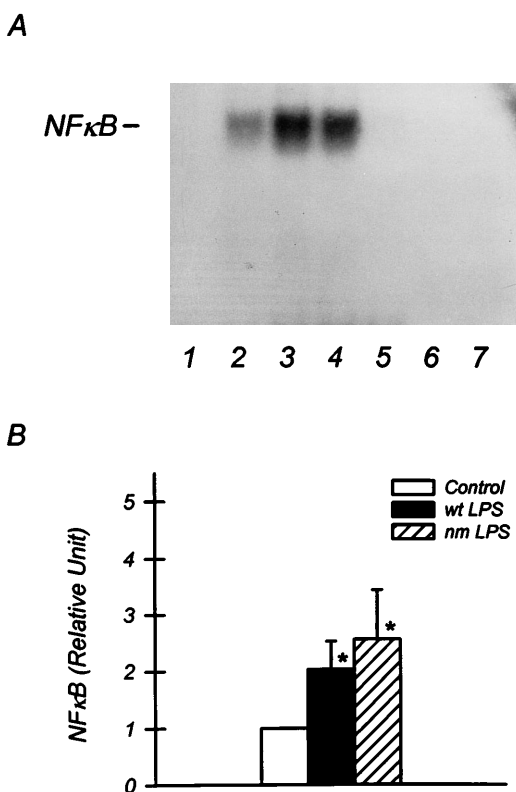 A
NFκB–
1 2 3 4 5 6 7
B
5
4
3
2
1
0
NFκB (Relative Unit)
Control
wt LPS
nm LPS
*
*